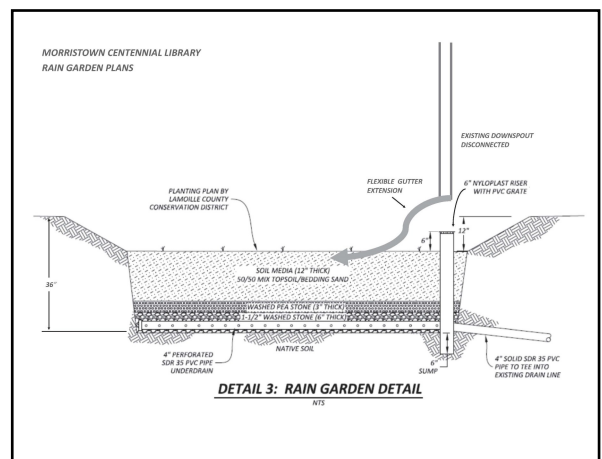 MORRISTOWN CENTENNIAL LIBRARY
RAIN GARDEN PLANS
EXISTING DOWNSPOUT
DISCONNECTED
FLEXIBLE GUTTER
EXTENSION
6" NYLOPLAST RISER
WITH PVC GRATE
PLANTING PLAN BY
LAMOILLE COUNTY
CONSERVATION DISTRICT
6"
12"
36"
SOIL MEDIA (12" THICK)
50/50 MIX TOPSOIL/BEDDING SAND
WASHED PEA STONE (3" THICK)
1-1/2" WASHED STONE (6" THICK)
NATIVE SOIL
4" PERFORATED
SDR 35 PVC PIPE
UNDERDRAIN
6"
SUMP
4" SOLID SDR 35 PVC
PIPE TO TEE INTO
EXISTING DRAIN LINE
DETAIL 3: RAIN GARDEN DETAIL
NTS